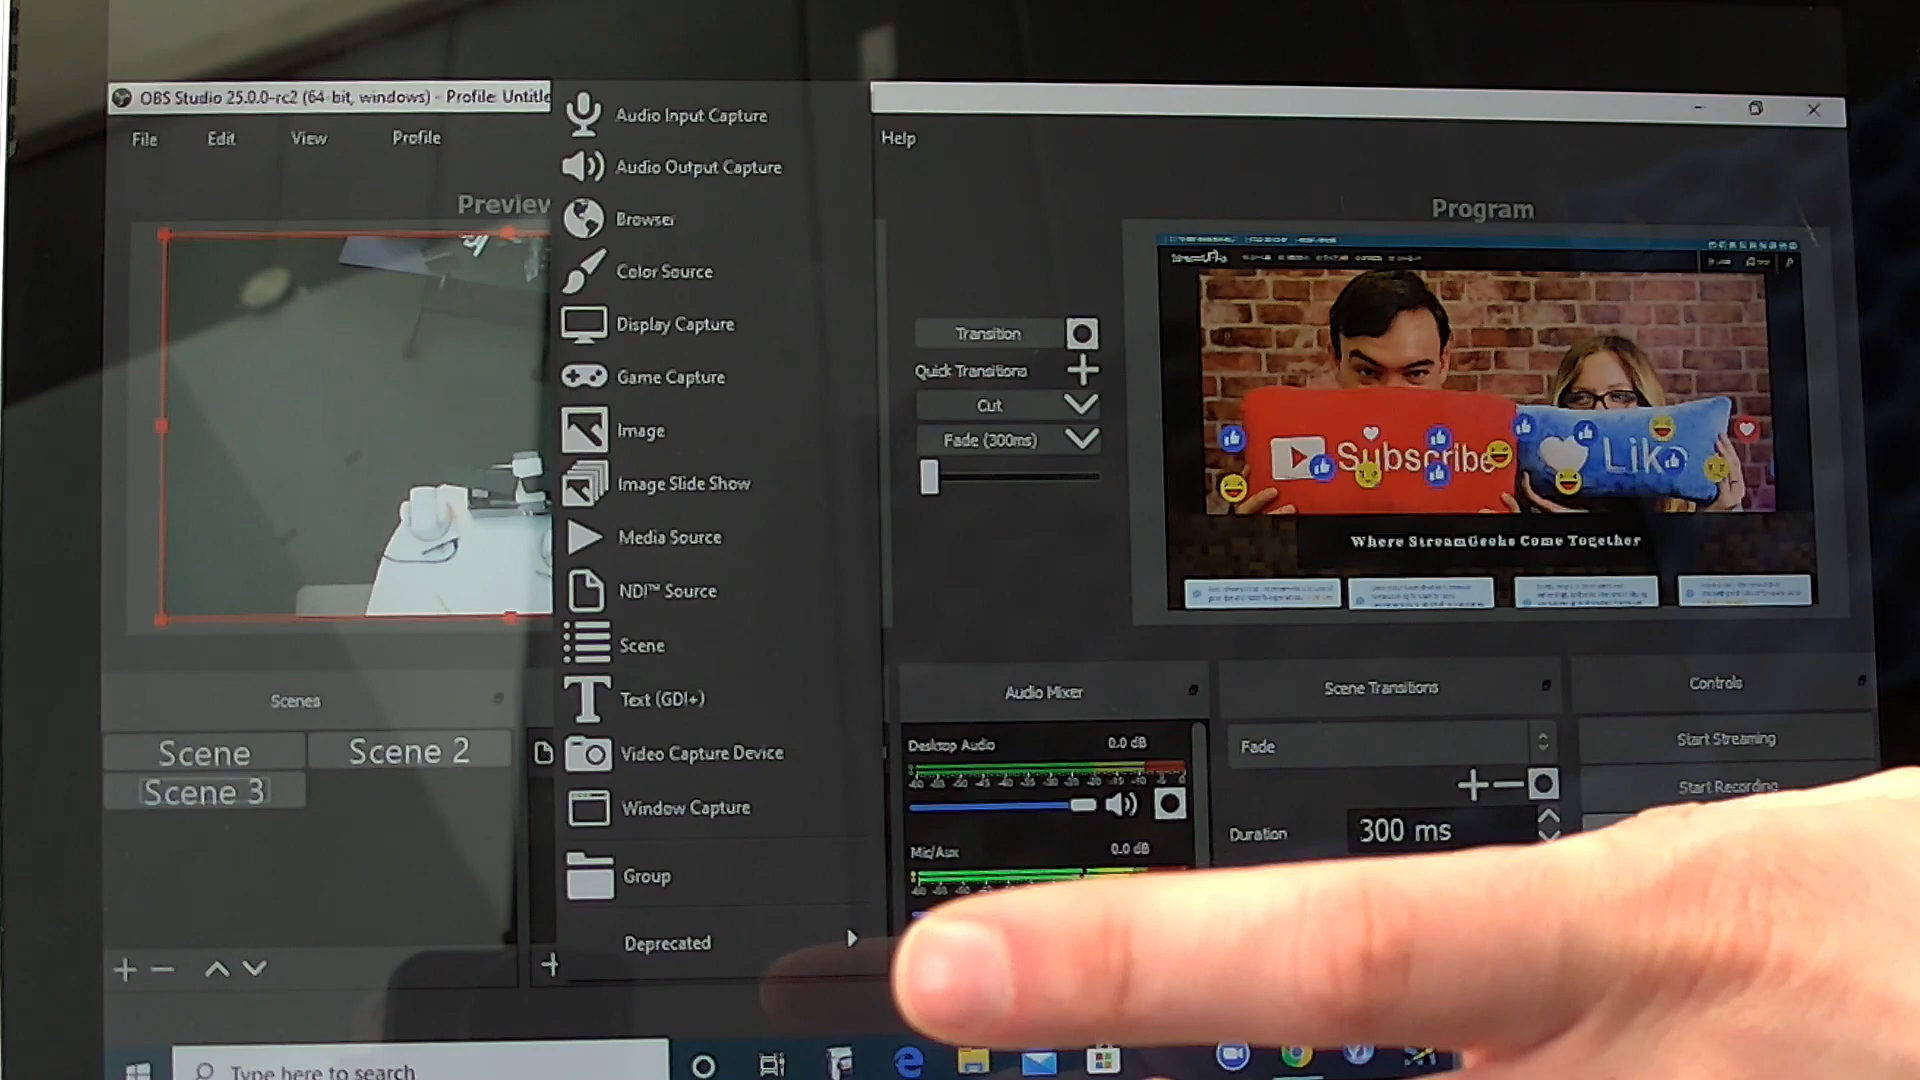 OBS Studio 25.0.0-rc2 (64-bit, windows) - Profile: Untitle
File Edit View Profile
Help
Audio Input Capture
Audio Output Capture
Browser
Color Source
Display Capture
Game Capture
Image
Image Slide Show
Media Source
NDI™ Source
Scene
Text (GDI+)
Video Capture Device
Window Capture
Group
Deprecated
Preview
Transition
Quick Transitions
Cut
Fade (300ms)
Program
Subscribe
Like
Where StreamGeeks Come Together
Scenes
Scene
Scene 2
Scene 3
Audio Mixer
Desktop Audio 0.0 dB
Mic/Aux 0.0 dB
Scene Transitions
Fade
Duration 300 ms
Controls
Start Streaming
Start Recording
Type here to search